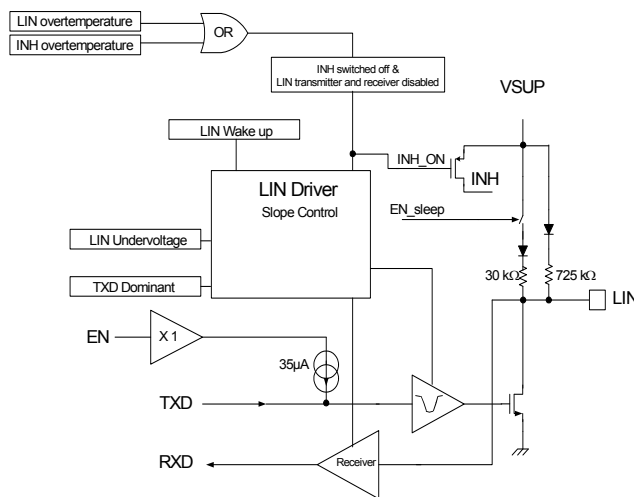 LIN overtemperature
INH overtemperature
OR
INH switched off &
LIN transmitter and receiver disabled
VSUP
LIN Wake up
INH_ON
INH
LIN Driver
Slope Control
EN_sleep
LIN Undervoltage
TXD Dominant
30 kΩ
725 kΩ
LIN
EN
X 1
35µA
TXD
RXD
Receiver